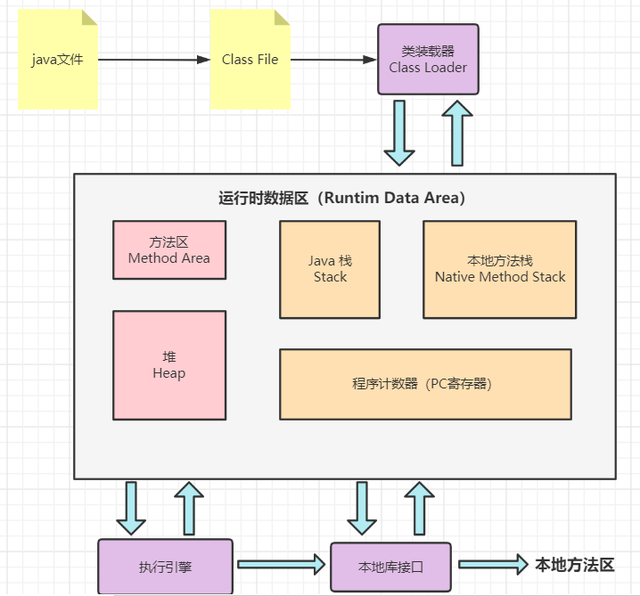 java文件
Class File
类装载器
Class Loader
运行时数据区（Runtim Data Area）
方法区
Method Area
Java 栈
Stack
本地方法栈
Native Method Stack
堆
Heap
程序计数器（PC寄存器）
执行引擎
本地库接口
本地方法区